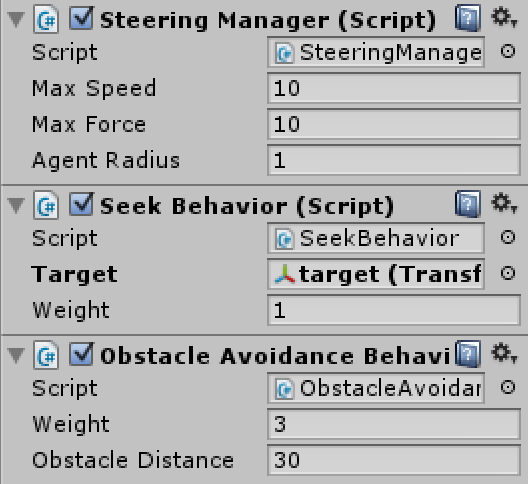 Steering Manager (Script)
Script SteeringManage
Max Speed 10
Max Force 10
Agent Radius 1
Seek Behavior (Script)
Script SeekBehavior
Target target (Transf
Weight 1
Obstacle Avoidance Behavi
Script ObstacleAvoidar
Weight 3
Obstacle Distance 30